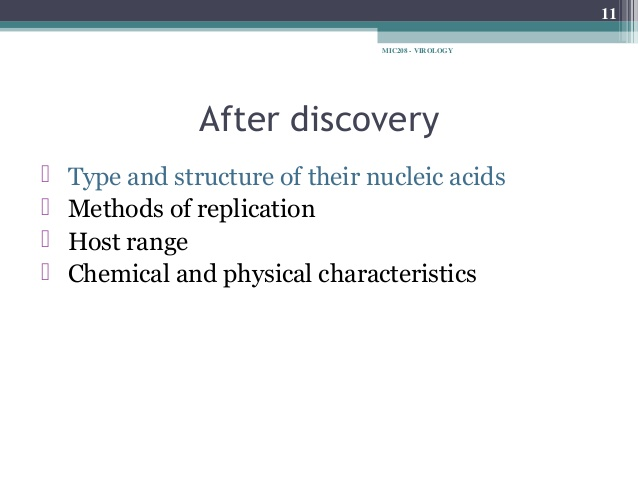 11
MIC208 - VIROLOGY
After discovery
Type and structure of their nucleic acids
Methods of replication
Host range
Chemical and physical characteristics